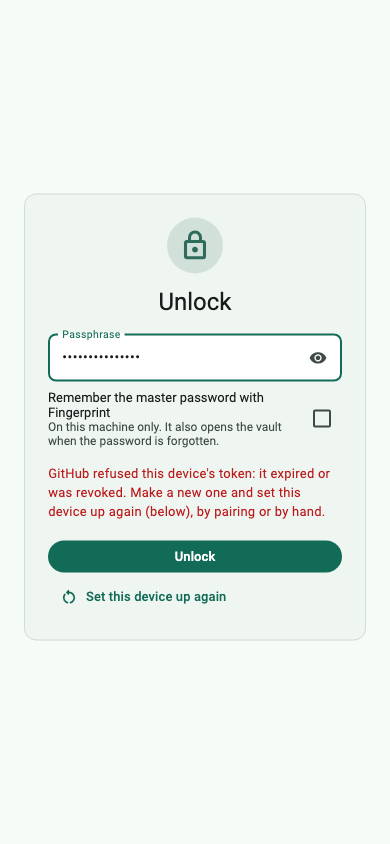 Unlock
Passphrase
•••••••••••••••
Remember the master password with
Fingerprint
On this machine only. It also opens the vault
when the password is forgotten.
GitHub refused this device's token: it expired or
was revoked. Make a new one and set this
device up again (below), by pairing or by hand.
Unlock
Set this device up again